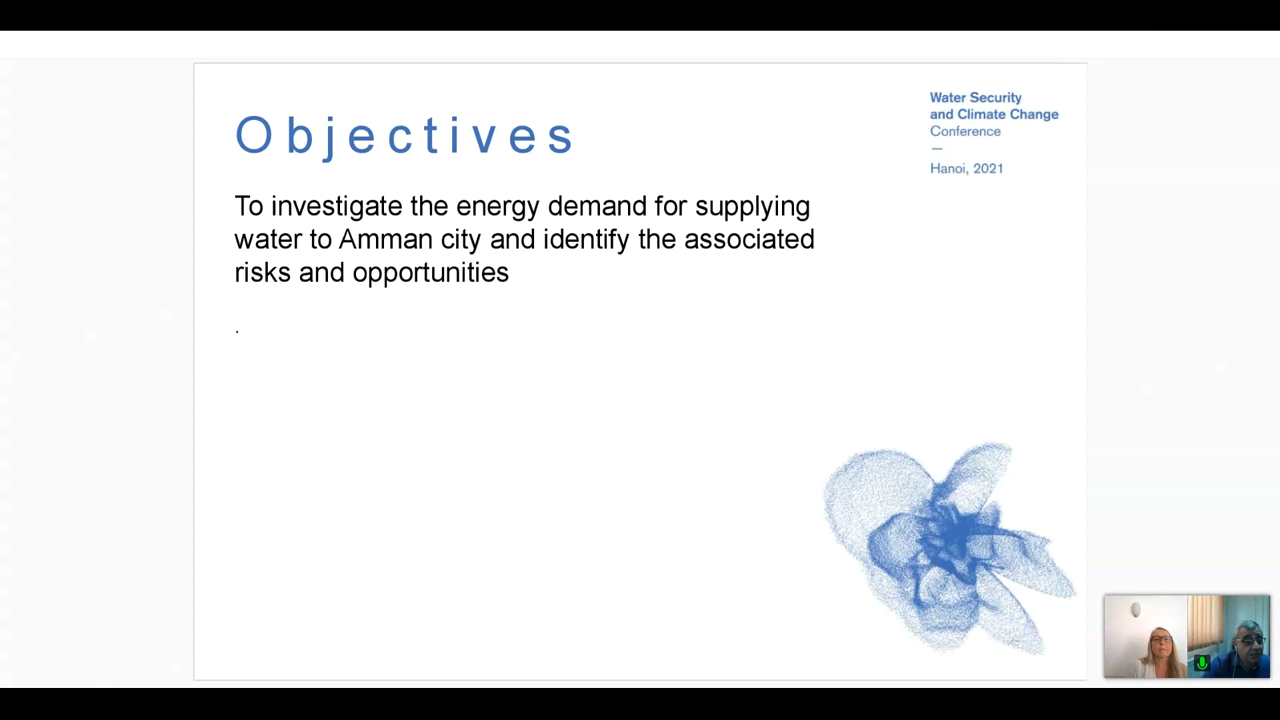 Objectives
To investigate the energy demand for supplying
water to Amman city and identify the associated
risks and opportunities
.
Water Security
and Climate Change
Conference
—
Hanoi, 2021